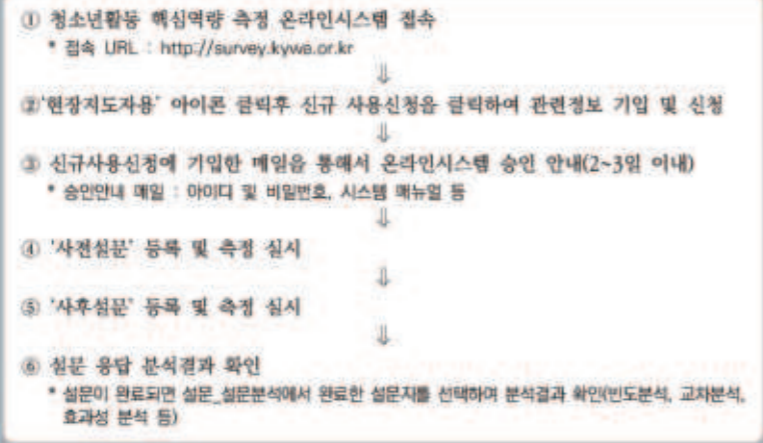 ① 청소년활동 핵심역량 측정 온라인시스템 접속
* 접속 URL : http://survey.kywa.or.kr
⇓
②'현장지도자용' 아이콘 클릭후 신규 사용신청을 클릭하여 관련정보 기입 및 신청
⇓
③ 신규사용신청에 기입한 메일을 통해서 온라인시스템 승인 안내(2~3일 이내)
* 승인안내 메일 : 아이디 및 비밀번호, 시스템 매뉴얼 등
⇓
④ '사전설문' 등록 및 측정 실시
⇓
⑤ '사후설문' 등록 및 측정 실시
⇓
⑥ 설문 응답 분석결과 확인
* 설문이 완료되면 설문_설문분석에서 완료한 설문지를 선택하여 분석결과 확인(빈도분석, 교차분석,
효과성 분석 등)